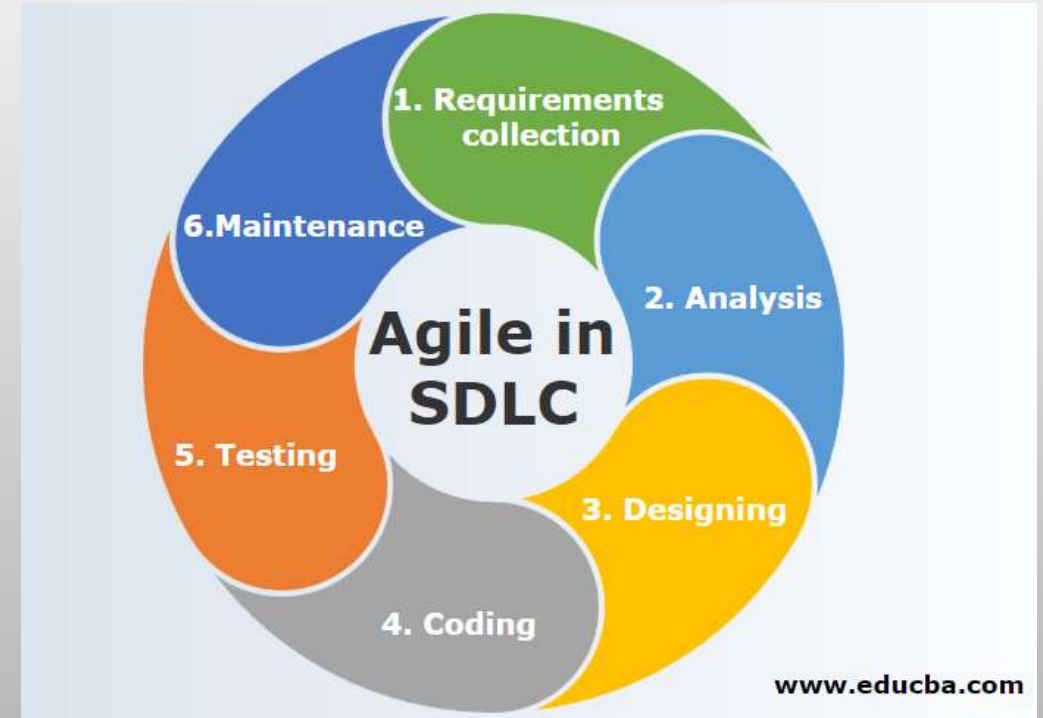 1. Requirements
collection
2. Analysis
3. Designing
4. Coding
5. Testing
6.Maintenance
Agile in
SDLC
www.educba.com